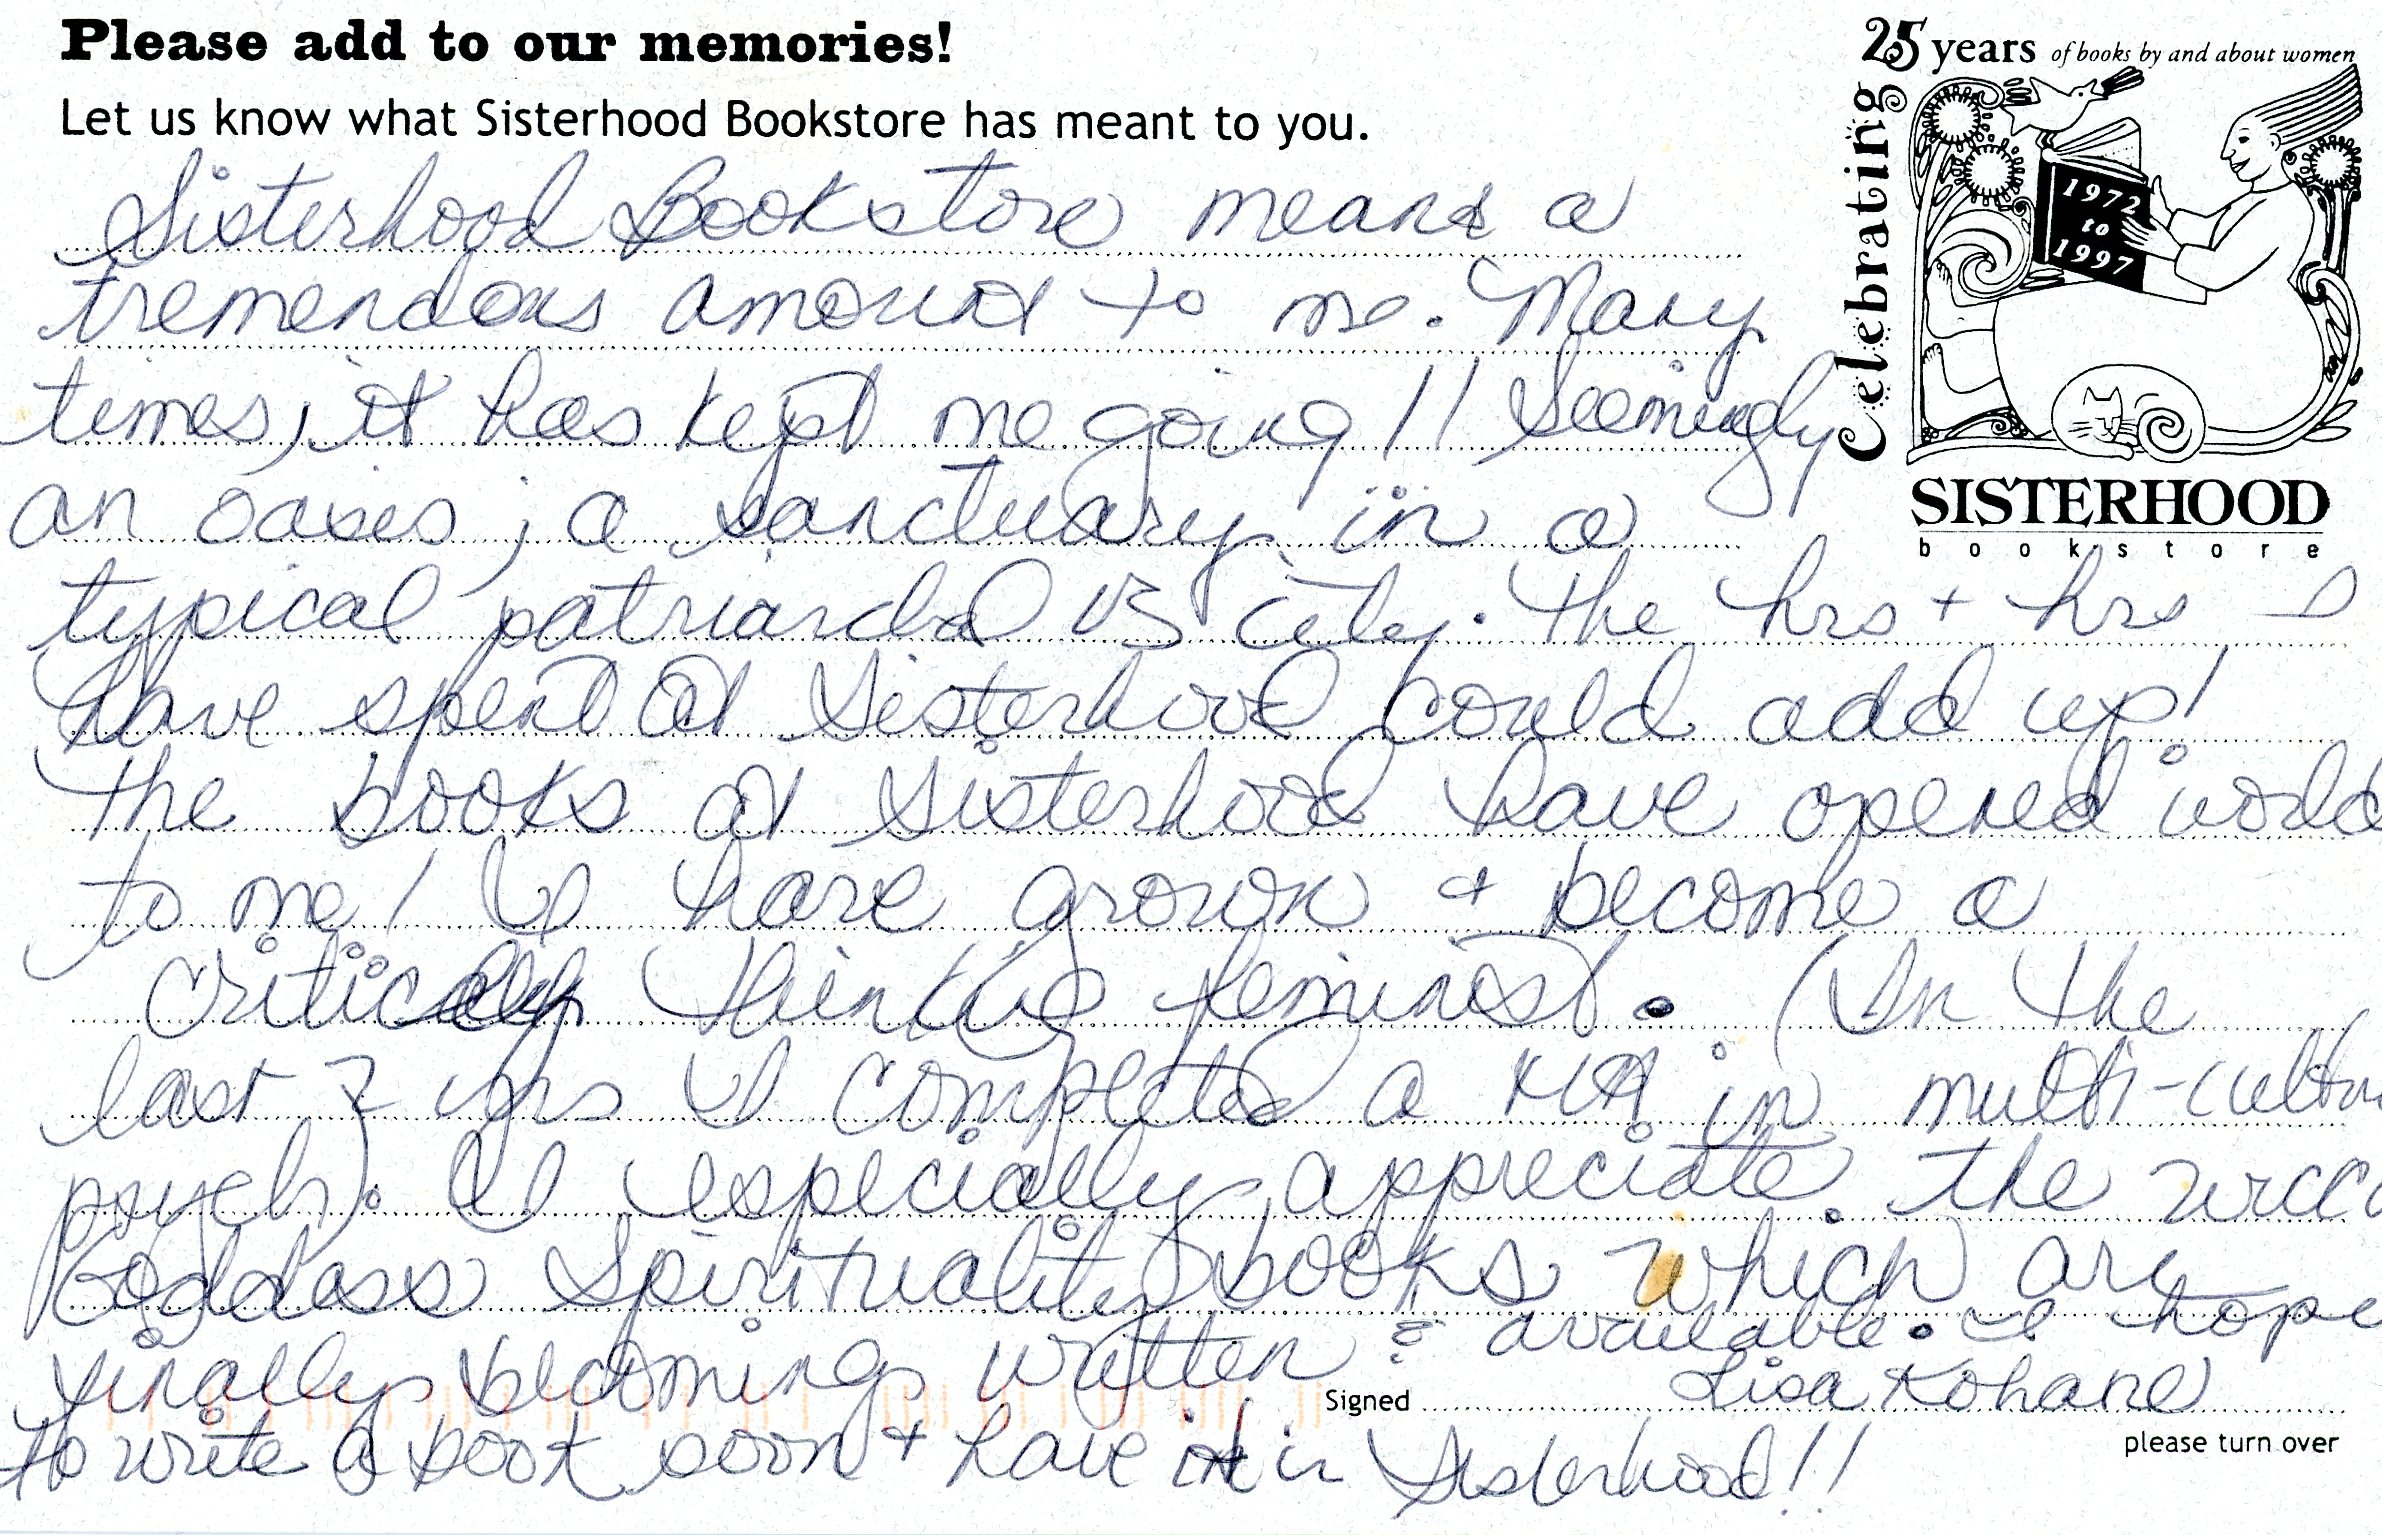 Please add to our memories!
Let us know what Sisterhood Bookstore has meant to you.
Celebrating
25 years of books by and about women
1972
to
1997
SISTERHOOD
bookstore
Sisterhood Bookstore means a
tremendous amount to me. Many
times, it has kept me going!! Seemingly
an oasis; a sanctuary in a
typical patriarchal US city. The hrs + hrs I
have spent at Sisterhood could add up!
The books at Sisterhood have opened world
to me! I have grown + become a
critically thinking feminist. (In the
last 7 yrs I completed a MA in multi-cultur
psych). I especially appreciate the wicca
Goddess Spirituality books which are
finally becoming written & available. I hope
Signed Lisa Kohane
to write a book soon + have it in Sisterhood!!
please turn over